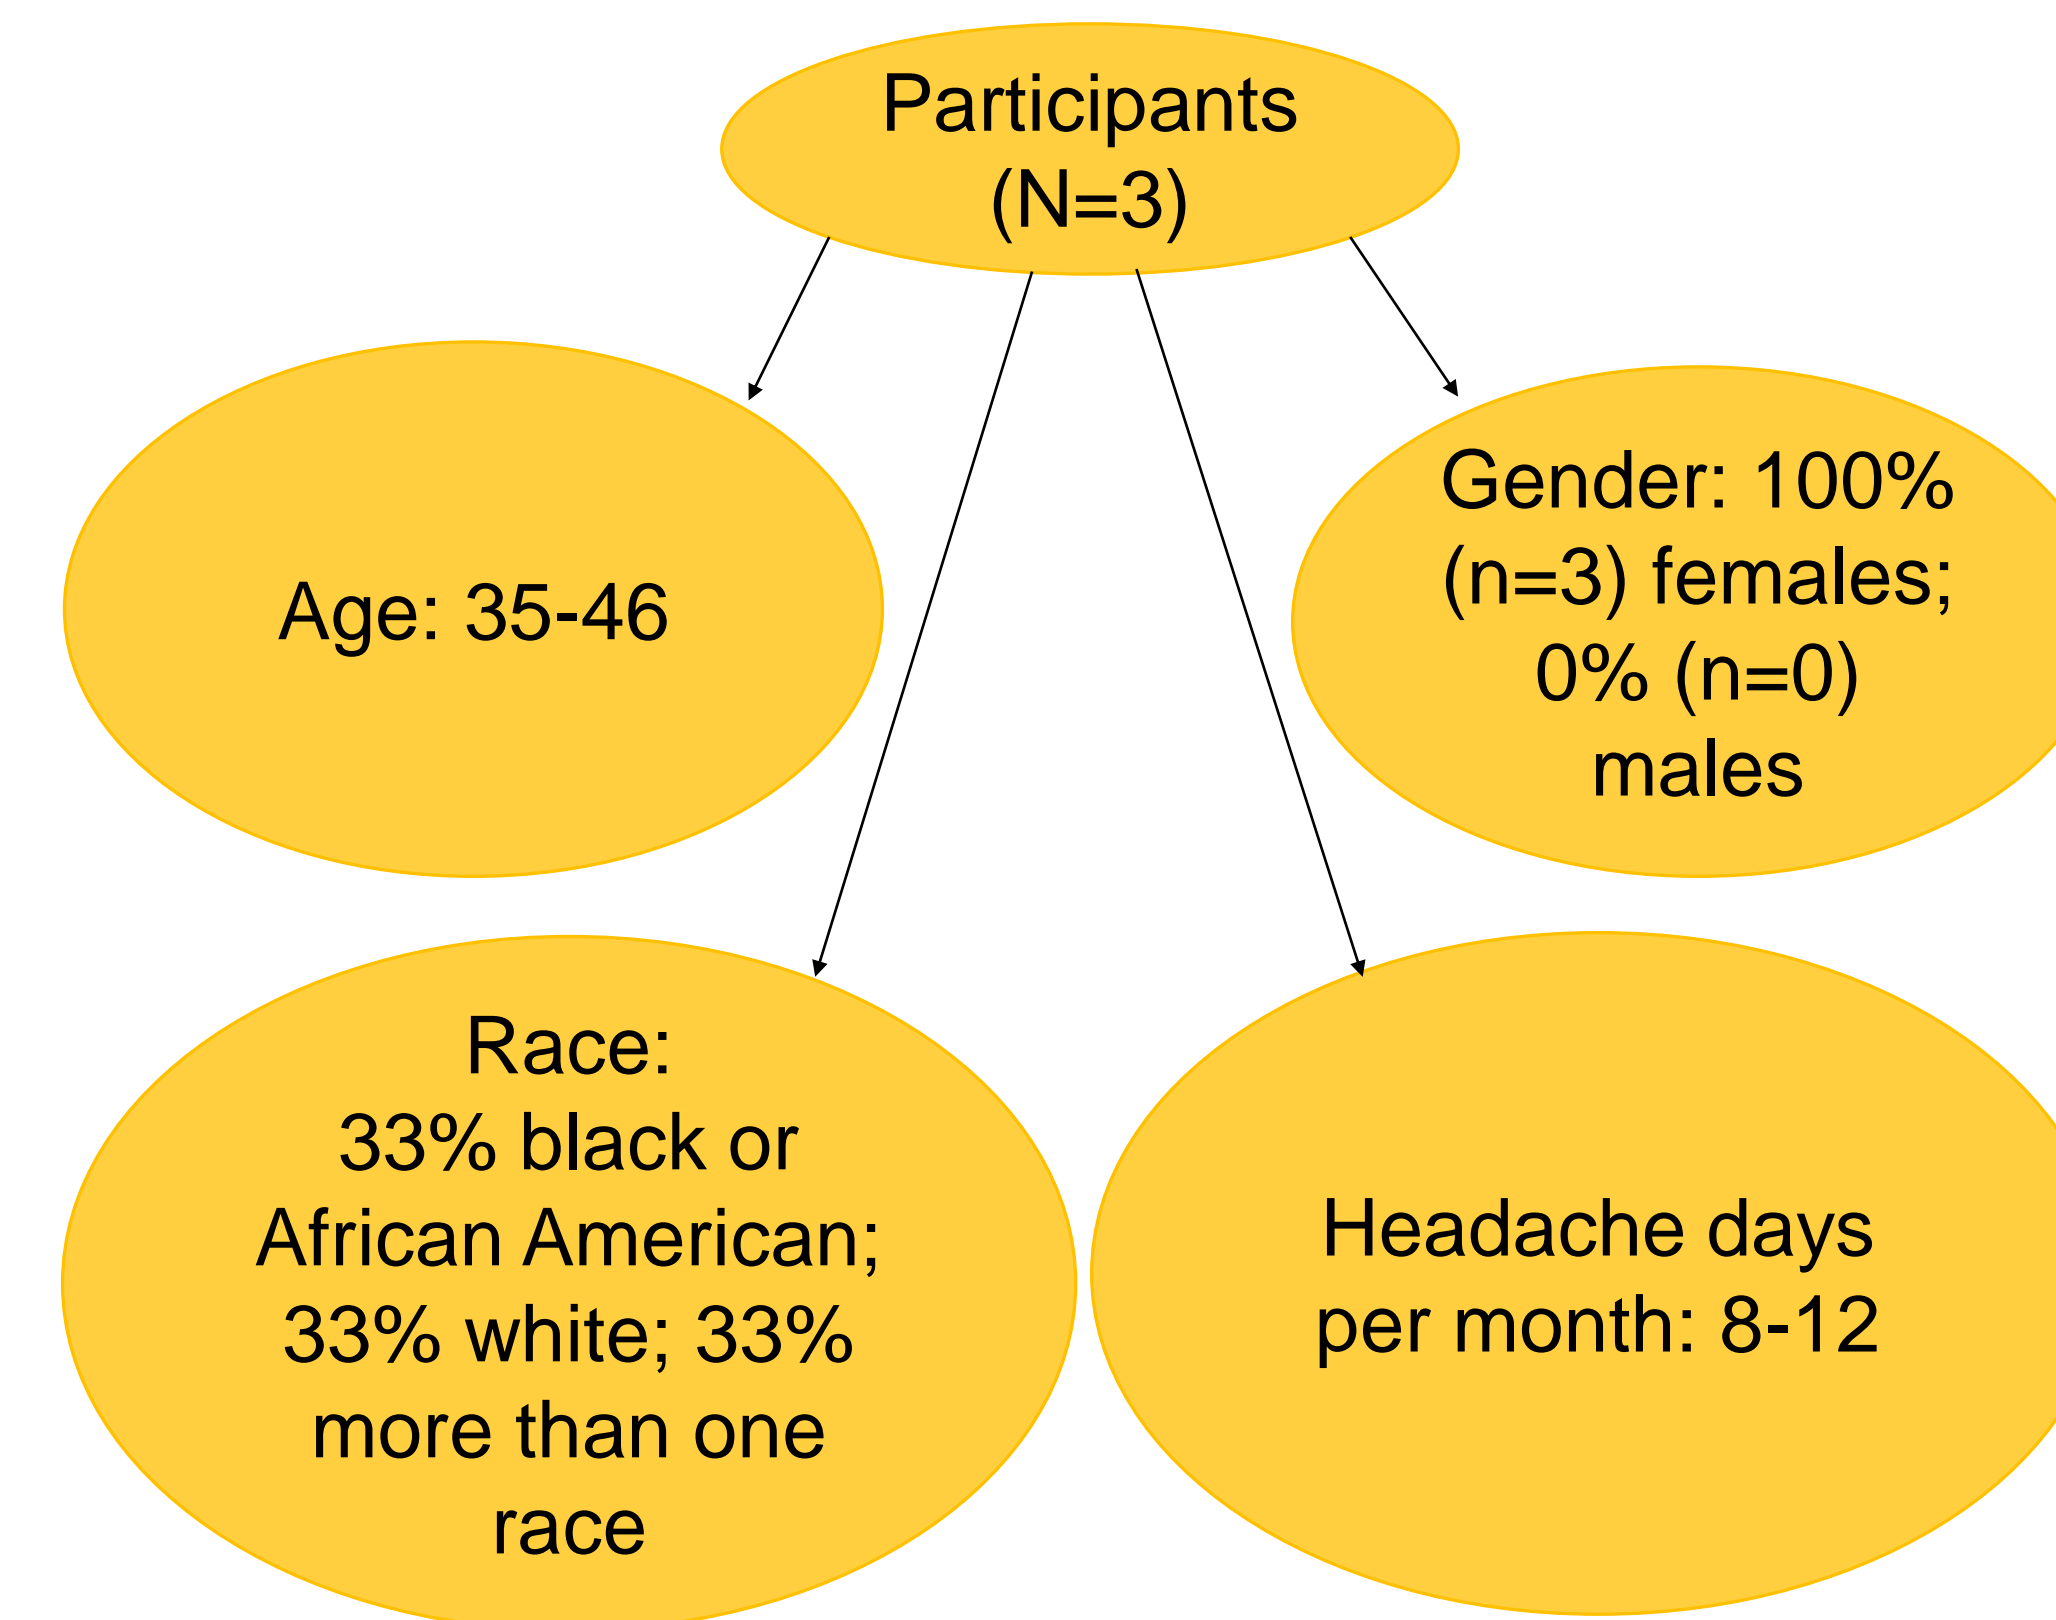 Participants
(N=3)
Age: 35-46
Gender: 100%
(n=3) females;
0% (n=0)
males
Race:
33% black or
African American;
33% white; 33%
more than one
race
Headache days
per month: 8-12